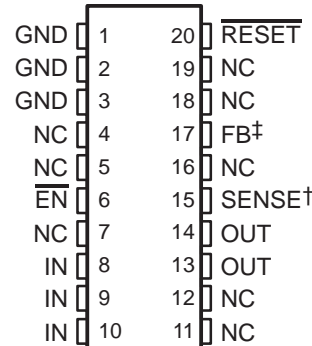 GND 1 20 RESET
GND 2 19 NC
GND 3 18 NC
NC 4 17 FB‡
NC 5 16 NC
EN 6 15 SENSE†
NC 7 14 OUT
IN 8 13 OUT
IN 9 12 NC
IN 10 11 NC